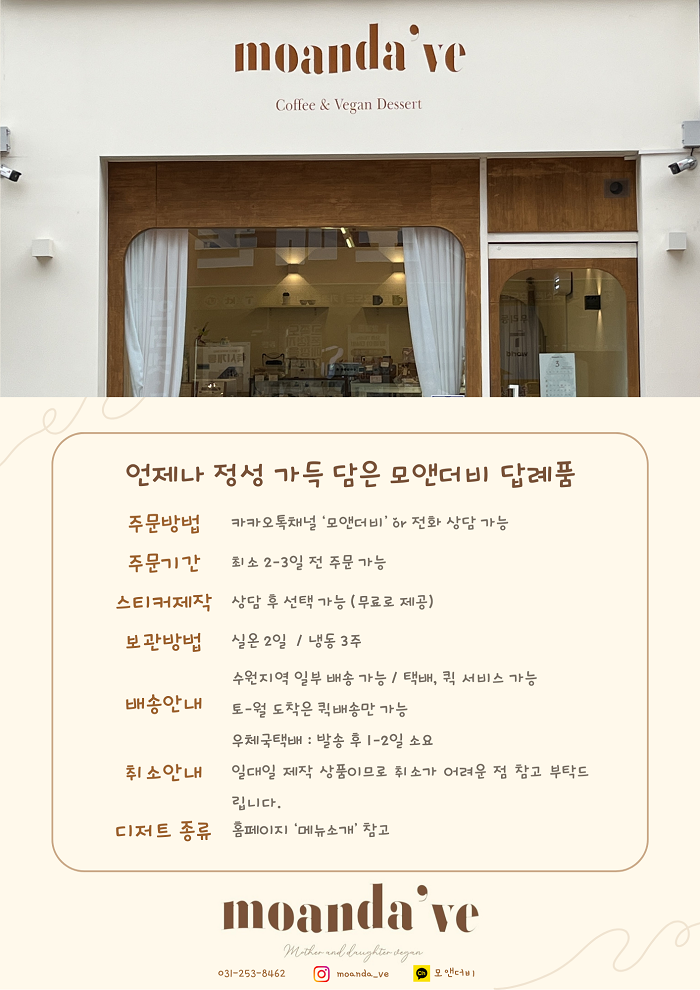 moanda've
Coffee & Vegan Dessert
언제나 정성 가득 담은 모앤더비 답례품
주문방법 카카오톡채널 '모앤더비' or 전화 상담 가능
주문기간 최소 2-3일 전 주문 가능
스티커제작 상담 후 선택 가능 (무료로 제공)
보관방법 실온 2일 / 냉동 3주
수원지역 일부 배송 가능 / 택배, 퀵 서비스 가능
배송안내 토-월 도착은 퀵배송만 가능
우체국택배 : 발송 후 1-2일 소요
취소안내 일대일 제작 상품이므로 취소가 어려운 점 참고 부탁드
립니다.
디저트 종류 홈페이지 '메뉴소개' 참고
moanda've
Mother and daughter vegan
031-253-8462 moanda_ve Ch 모앤더비